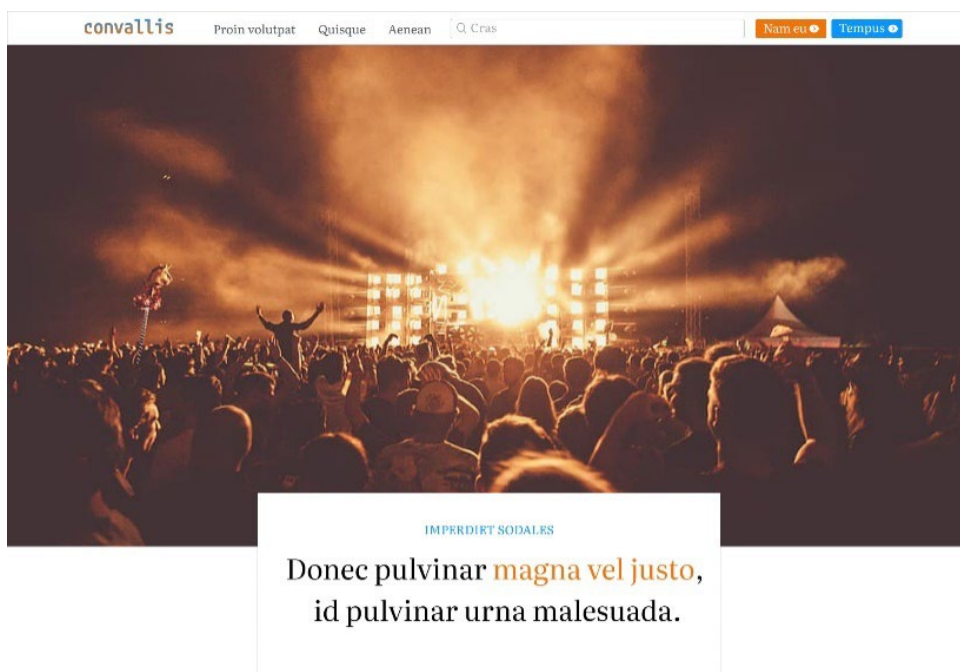 convallis
Proin volutpat Quisque Aenean Cras Nam eu Tempus
IMPERDIET SODALES
Donec pulvinar magna vel justo,
id pulvinar urna malesuada.